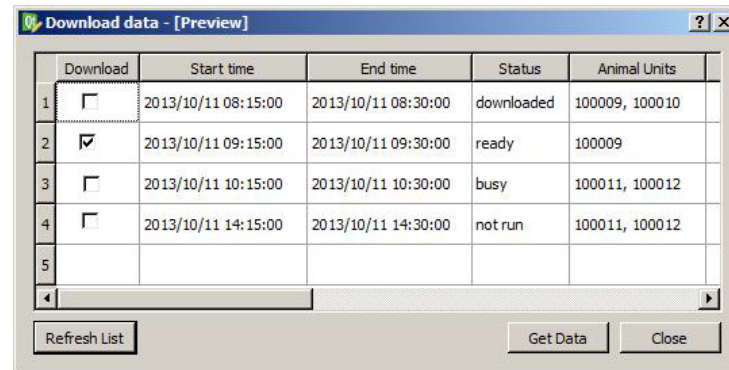 Download data - [Preview]
Download Start time End time Status Animal Units
1 2013/10/11 08:15:00 2013/10/11 08:30:00 downloaded 100009, 100010
2 2013/10/11 09:15:00 2013/10/11 09:30:00 ready 100009
3 2013/10/11 10:15:00 2013/10/11 10:30:00 busy 100011, 100012
4 2013/10/11 14:15:00 2013/10/11 14:30:00 not run 100011, 100012
5
Refresh List Get Data Close